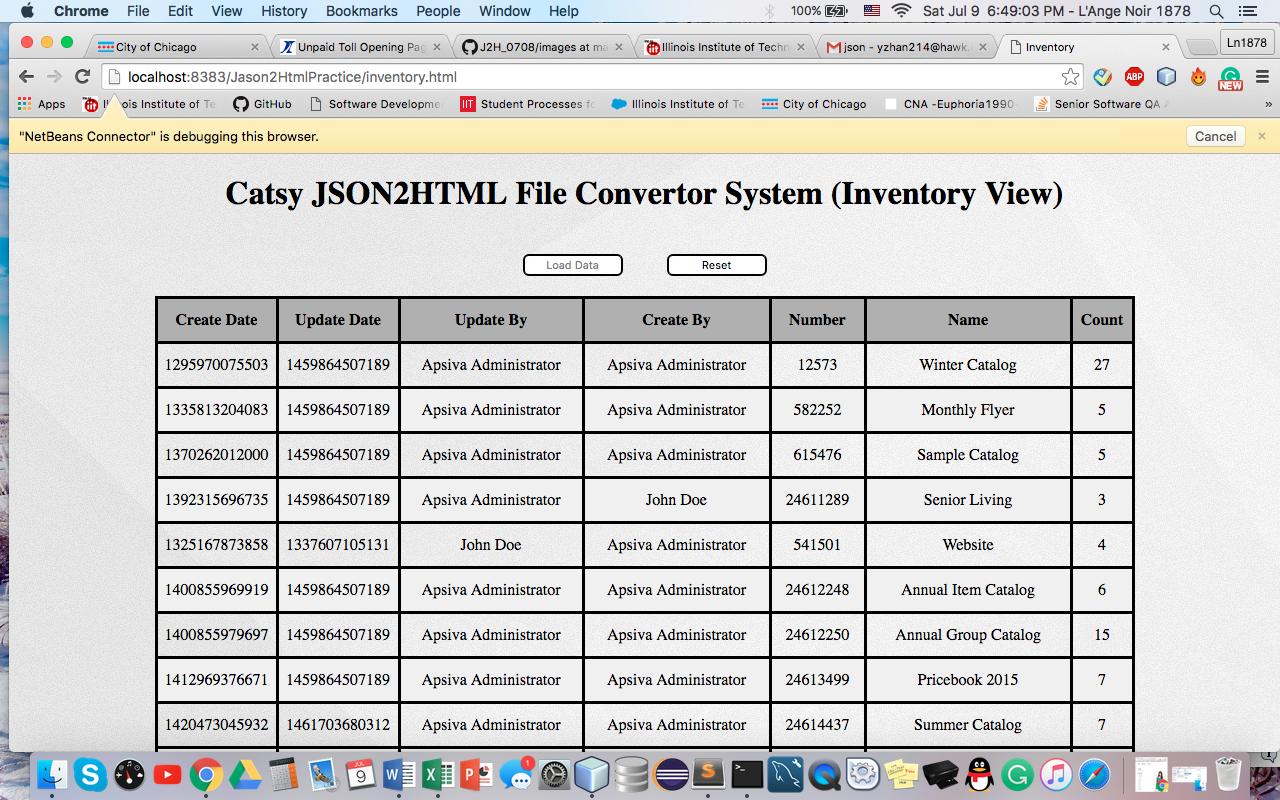 Chrome File Edit View History Bookmarks People Window Help 100% Sat Jul 9 6:49:03 PM - L'Ange Noir 1878
City of Chicago Unpaid Toll Opening Pag J2H_0708/images at ma Illinois Institute of Techn json - yzhan214@hawk. Inventory Ln1878
localhost:8383/Jason2HtmlPractice/inventory.html ABP NEW
Apps Illinois Institute of Te GitHub Software Developme IIT Student Processes fo Illinois Institute of Te City of Chicago CNA -Euphoria1990 Senior Software QA A »
"NetBeans Connector" is debugging this browser. Cancel
Catsy JSON2HTML File Convertor System (Inventory View)
Load Data Reset
Create Date Update Date Update By Create By Number Name Count
1295970075503 1459864507189 Apsiva Administrator Apsiva Administrator 12573 Winter Catalog 27
1335813204083 1459864507189 Apsiva Administrator Apsiva Administrator 582252 Monthly Flyer 5
1370262012000 1459864507189 Apsiva Administrator Apsiva Administrator 615476 Sample Catalog 5
1392315696735 1459864507189 Apsiva Administrator John Doe 24611289 Senior Living 3
1325167873858 1337607105131 John Doe Apsiva Administrator 541501 Website 4
1400855969919 1459864507189 Apsiva Administrator Apsiva Administrator 24612248 Annual Item Catalog 6
1400855979697 1459864507189 Apsiva Administrator Apsiva Administrator 24612250 Annual Group Catalog 15
1412969376671 1459864507189 Apsiva Administrator Apsiva Administrator 24613499 Pricebook 2015 7
1420473045932 1461703680312 Apsiva Administrator Apsiva Administrator 24614437 Summer Catalog 7